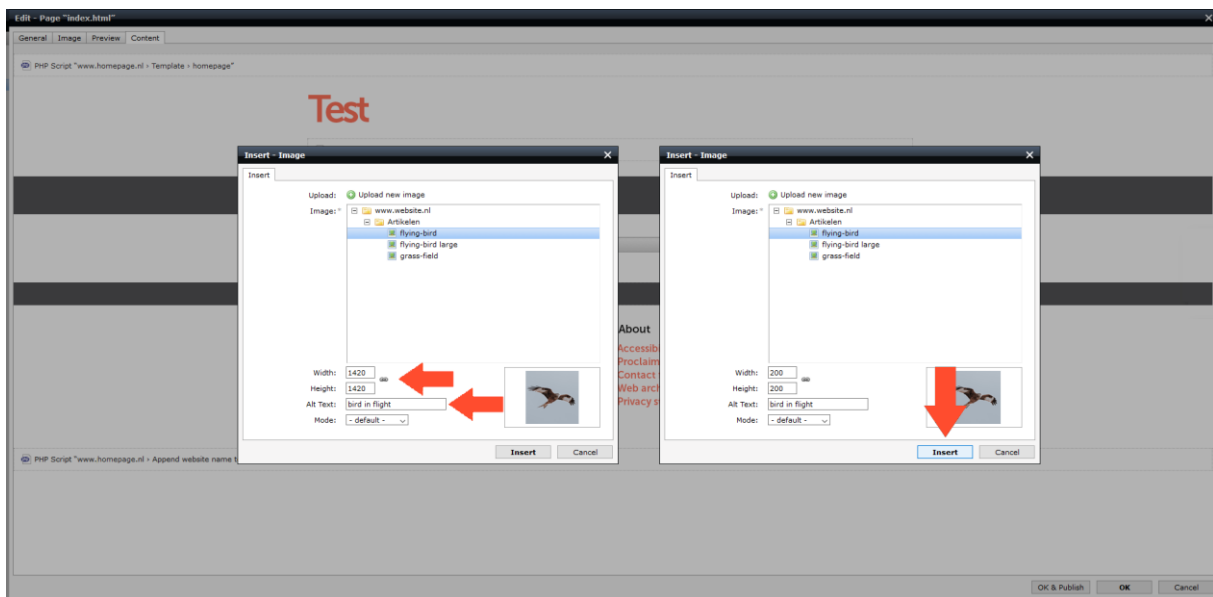 Edit - Page "index.html"
General Image Preview Content
PHP Script "www.homepage.nl › Template › homepage"
Test
Insert - Image
Insert
Upload: Upload new image
Image:* www.website.nl
Artikelen
flying-bird
flying-bird large
grass-field
Width: 1420
Height: 1420
Alt Text: bird in flight
Mode: - default -
Insert Cancel
Insert - Image
Insert
Upload: Upload new image
Image:* www.website.nl
Artikelen
flying-bird
flying-bird large
grass-field
Width: 200
Height: 200
Alt Text: bird in flight
Mode: - default -
Insert Cancel
About
Accessib
Proclaim
Contact
Web arch
Privacy s
PHP Script "www.homepage.nl › Append website name t
OK & Publish OK Cancel